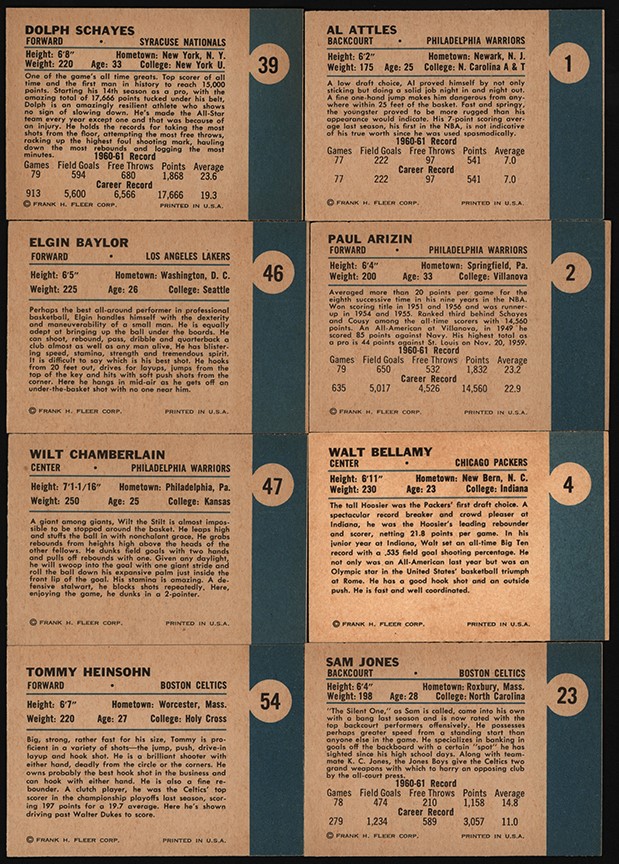 DOLPH SCHAYES
FORWARD • SYRACUSE NATIONALS
39
Height: 6'8" Hometown: New York, N. Y.
Weight: 220 Age: 33 College: New York U.
One of the game's all time greats. Top scorer of all
time and the first man in history to reach 15,000
points. Starting his 14th season as a pro, with the
amazing total of 17,666 points tucked under his belt,
Dolph is an amazingly resilient athlete who shows
no sign of slowing down. He's made the All-Star
team every year except one and that was because of
an injury. He holds the records for taking the most
shots from the floor, attempting the most free throws,
racking up the highest foul shooting mark, hauling
down the most rebounds and logging the most
minutes.
1960-61 Record
Games Field Goals Free Throws Points Average
79 594 680 1,868 23.6
Career Record
913 5,600 6,566 17,666 19.3
© FRANK H. FLEER CORP. PRINTED IN U.S.A.
AL ATTLES
BACKCOURT • PHILADELPHIA WARRIORS
1
Height: 6'2" Hometown: Newark, N. J.
Weight: 175 Age: 25 College: N. Carolina A & T
A low draft choice, Al proved himself by not only
sticking but doing a solid job night in and night out.
A fine one-hand jump makes him dangerous from any-
where within 25 feet of the basket. Fast and springy,
the youngster proved to be more rugged than his
appearance would indicate. His 7-point scoring aver-
age last season, his first in the NBA, is not indicative
of his true worth since he was used spasmodically.
1960-61 Record
Games Field Goals Free Throws Points Average
77 222 97 541 7.0
Career Record
77 222 97 541 7.0
© FRANK H. FLEER CORP. PRINTED IN U.S.A.
ELGIN BAYLOR
FORWARD • LOS ANGELES LAKERS
46
Height: 6'5" Hometown: Washington, D. C.
Weight: 225 Age: 26 College: Seattle
Perhaps the best all-around performer in professional
basketball, Elgin handles himself with the dexterity
and maneuverability of a small man. He is equally
adept at bringing up the ball under the boards. He
can shoot, rebound, pass, dribble and quarterback a
club almost as well as any man alive. He has blister-
ing speed, stamina, strength and tremendous spirit.
It is difficult to say which is his best shot. He hooks
from 20 feet out, drives for layups, jumps from the
top of the key and hits with soft push shots from the
corner. Here he hangs in mid-air as he gets off an
under-the-basket shot with no one near him.
© FRANK H. FLEER CORP. PRINTED IN U.S.A.
PAUL ARIZIN
FORWARD • PHILADELPHIA WARRIORS
2
Height: 6'4" Hometown: Springfield, Pa.
Weight: 200 Age: 33 College: Villanova
Averaged more than 20 points per game for the
eighth successive time in his nine years in the NBA.
Won scoring title in 1951 and 1956 and was runner-
up in 1954 and 1955. Ranked third behind Schayes
and Cousy among the all-time scorers with 14,560
points. An All-American at Villanova, in 1949 he
scored 85 points against Navy. His highest total as
a pro is 44 points against St. Louis on Nov. 20, 1959.
1960-61 Record
Games Field Goals Free Throws Points Average
79 650 532 1,832 23.2
Career Record
635 5,017 4,526 14,560 22.9
© FRANK H. FLEER CORP. PRINTED IN U.S.A.
WILT CHAMBERLAIN
CENTER • PHILADELPHIA WARRIORS
47
Height: 7'1-1/16" Hometown: Philadelphia, Pa.
Weight: 250 Age: 25 College: Kansas
A giant among giants, Wilt the Stilt is almost impos-
sible to be stopped around the basket. He leaps high
and stuffs the ball in with nonchalant grace. He grabs
rebounds from heights high above the heads of the
other fellows. He dunks field goals with two hands
and pulls off rebounds with one. Given any daylight,
he will swoop into the goal with one giant stride and
roll the ball down his expansive palm just inside the
front lip of the goal. His stamina is amazing. A de-
fensive stalwart, he blocks shots repeatedly. Here,
enjoying the game, he dunks in a 2-pointer.
© FRANK H. FLEER CORP. PRINTED IN U.S.A.
WALT BELLAMY
CENTER • CHICAGO PACKERS
4
Height: 6'11" Hometown: New Bern, N. C.
Weight: 230 Age: 23 College: Indiana
The tall Hoosier was the Packers' first draft choice. A
spectacular record breaker and crowd pleaser at
Indiana, he was the Hoosier's leading rebounder
and scorer, netting 21.8 points per game. In his
junior year at Indiana, Walt set an all-time Big Ten
record with a .535 field goal shooting percentage. He
not only was an All-American last year but was an
Olympic star in the United States' basketball triumph
at Rome. He has a good hook shot and an outside
push. He is fast and well coordinated.
© FRANK H. FLEER CORP. PRINTED IN U.S.A.
TOMMY HEINSOHN
FORWARD • BOSTON CELTICS
54
Height: 6'7" Hometown: Worcester, Mass.
Weight: 220 Age: 27 College: Holy Cross
Big, strong, rather fast for his size, Tommy is pro-
ficient in a variety of shots—the jump, push, drive-in
layup and hook shot. He is a brilliant shooter with
either hand, deadly from the circle or the corners. He
owns probably the best hook shot in the business and
can hook with either hand. He is also a fine re-
bounder. A clutch player, he was the Celtics' top
scorer in the championship playoffs last season, scor-
ing 197 points for a 19.7 average. Here he's shown
driving past Walter Dukes to score.
© FRANK H. FLEER CORP. PRINTED IN U.S.A.
SAM JONES
BACKCOURT • BOSTON CELTICS
23
Height: 6'4" Hometown: Roxbury, Mass.
Weight: 198 Age: 28 College: North Carolina
"The Silent One," as Sam is called, came into his own
with a bang last season and is now rated with the
top backcourt performers offensively. He possesses
perhaps greater speed from a standing start than
anyone else in the game. He specializes in banking in
goals off the backboard with a certain "spot" he has
sighted since his high school days. Along with team-
mate K. C. Jones, the Jones Boys give the Celtics two
grand weapons with which to harry an opposing club
by the all-court press.
1960-61 Record
Games Field Goals Free Throws Points Average
78 474 210 1,158 14.8
Career Record
279 1,234 589 3,057 11.0
© FRANK H. FLEER CORP. PRINTED IN U.S.A.